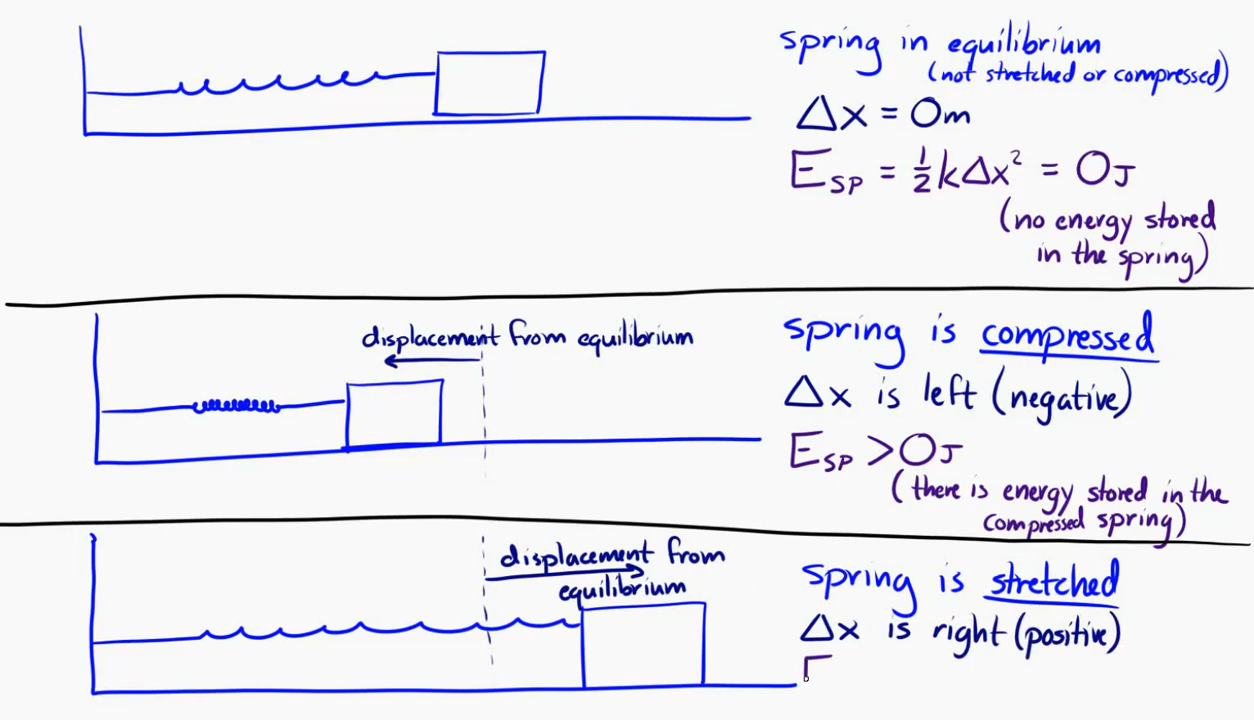 spring in equilibrium
(not stretched or compressed)
Δx = 0m
E_SP = ½kΔx² = 0J
(no energy stored
in the spring)
displacement from equilibrium
spring is compressed
Δx is left (negative)
E_SP > 0J
(there is energy stored in the
compressed spring)
displacement from
equilibrium
spring is stretched
Δx is right (positive)